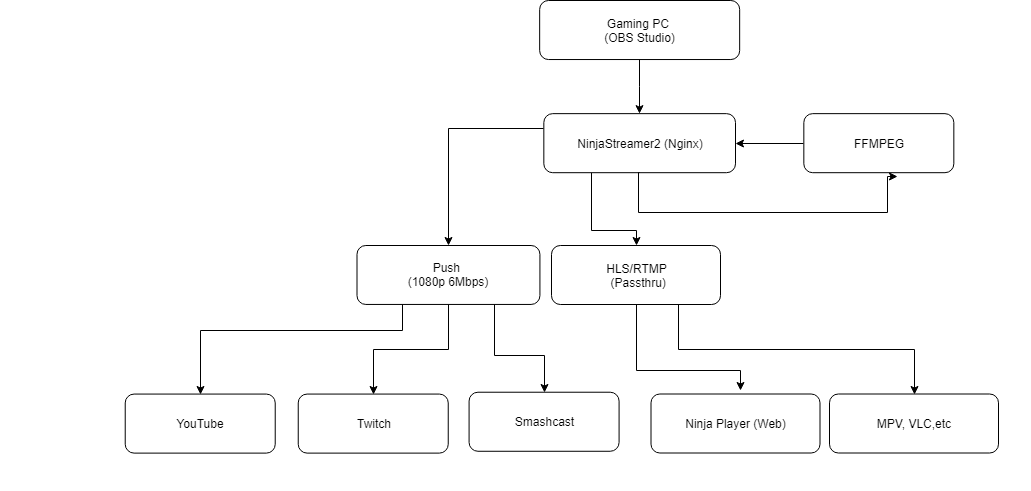 Gaming PC
(OBS Studio)
NinjaStreamer2 (Nginx)
FFMPEG
Push
(1080p 6Mbps)
HLS/RTMP
(Passthru)
YouTube
Twitch
Smashcast
Ninja Player (Web)
MPV, VLC,etc